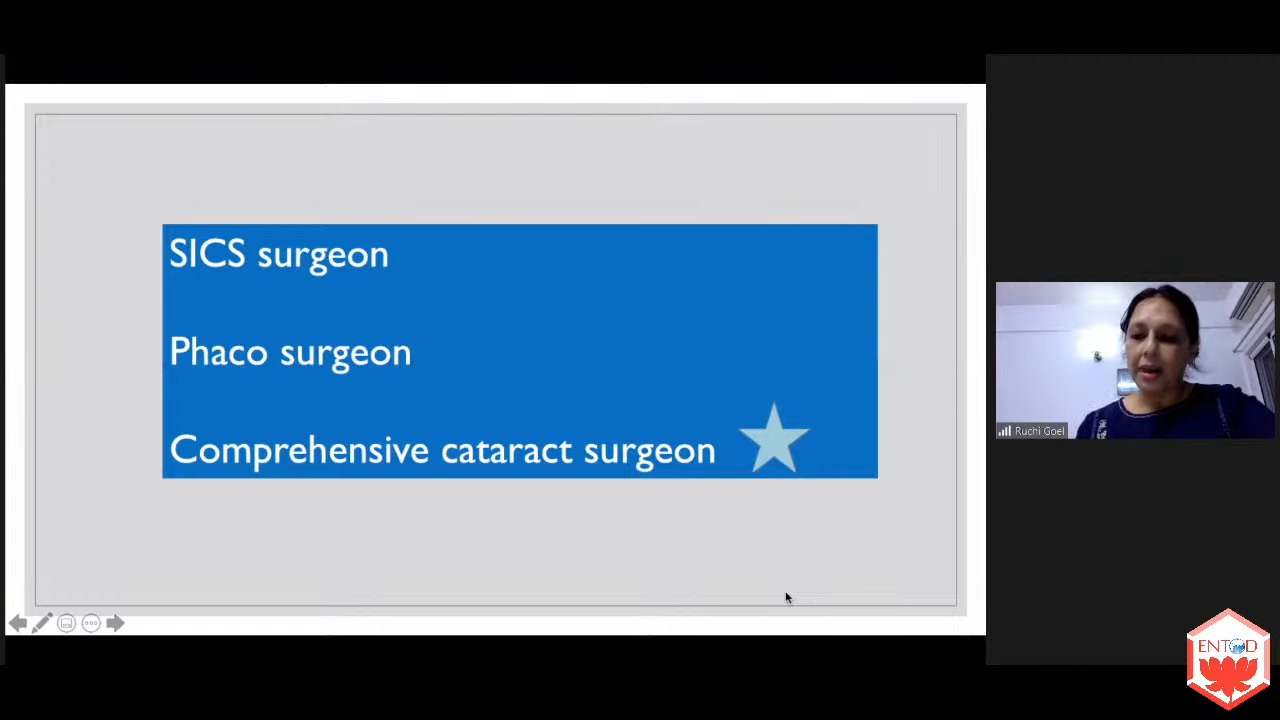 SICS surgeon
Phaco surgeon
Comprehensive cataract surgeon
Ruchi Goel
ENTOD